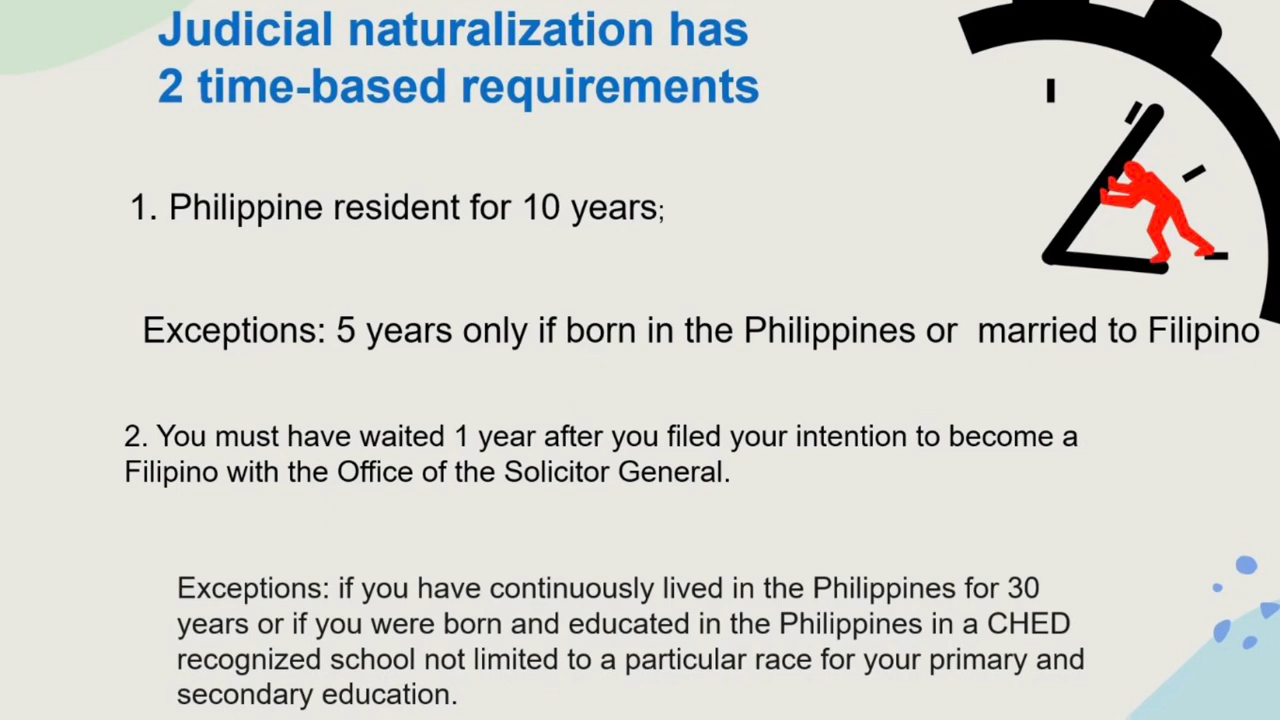 Judicial naturalization has
2 time-based requirements
1. Philippine resident for 10 years;
Exceptions: 5 years only if born in the Philippines or married to Filipino
2. You must have waited 1 year after you filed your intention to become a
Filipino with the Office of the Solicitor General.
Exceptions: if you have continuously lived in the Philippines for 30
years or if you were born and educated in the Philippines in a CHED
recognized school not limited to a particular race for your primary and
secondary education.